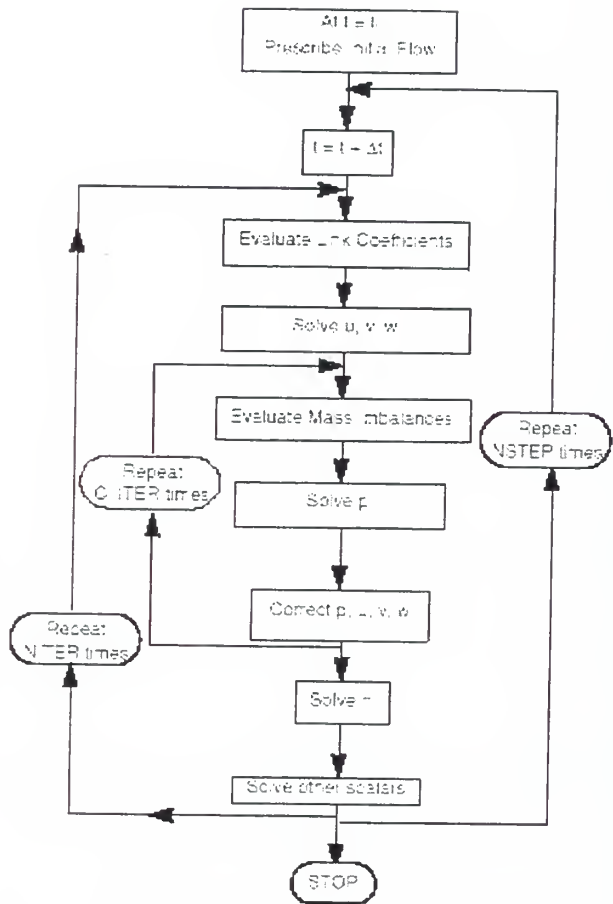 At t =
Prescribe Initial Flow
t = t + Δt
Evaluate Link Coefficients
Solve u, v, w
Evaluate Mass Imbalances
Repeat
NSTEP times
Repeat
times
Solve p
Correct p, u, v, w
Repeat
NITER times
Solve
Solve other scalars
STOP